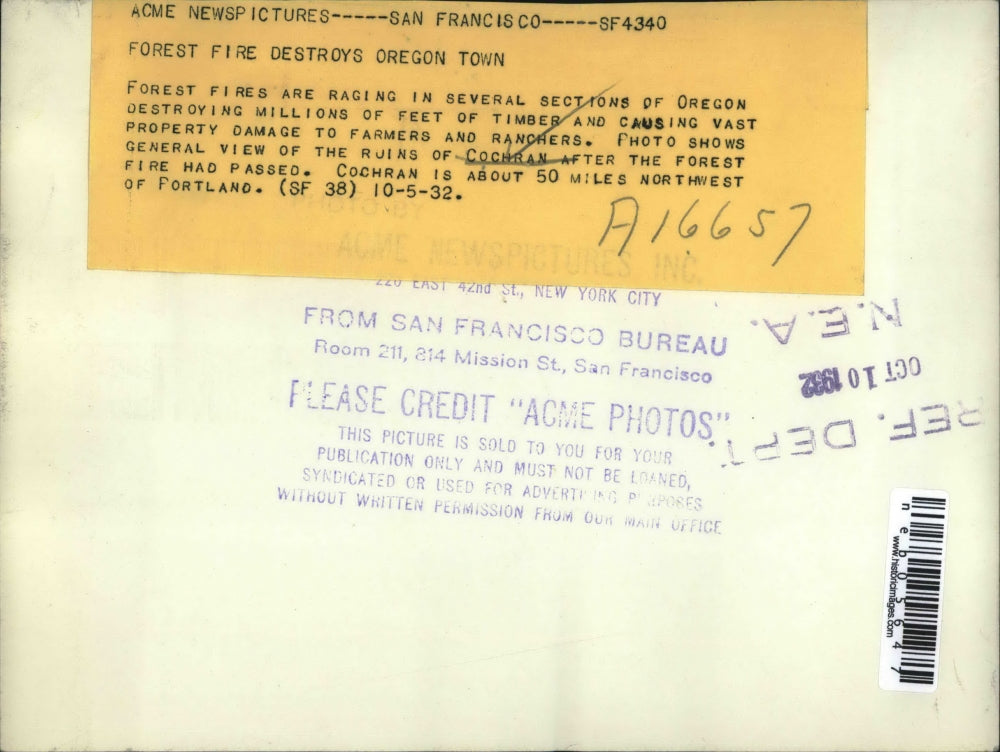 ACME NEWSPICTURES-----SAN FRANCISCO-----SF4340
FOREST FIRE DESTROYS OREGON TOWN
FOREST FIRES ARE RAGING IN SEVERAL SECTIONS OF OREGON
DESTROYING MILLIONS OF FEET OF TIMBER AND CAUSING VAST
PROPERTY DAMAGE TO FARMERS AND RANCHERS. PHOTO SHOWS
GENERAL VIEW OF THE RUINS OF COCHRAN AFTER THE FOREST
FIRE HAD PASSED. COCHRAN IS ABOUT 50 MILES NORTHWEST
OF PORTLAND. (SF 38) 10-5-32.
A16657
PHOTO BY
ACME NEWSPICTURES INC.
220 EAST 42nd St., NEW YORK CITY
FROM SAN FRANCISCO BUREAU
Room 211, 814 Mission St., San Francisco
PLEASE CREDIT "ACME PHOTOS"
THIS PICTURE IS SOLD TO YOU FOR YOUR
PUBLICATION ONLY AND MUST NOT BE LOANED,
SYNDICATED OR USED FOR ADVERTISING PURPOSES
WITHOUT WRITTEN PERMISSION FROM OUR MAIN OFFICE
N.E.A.
OCT 10 1932
REF. DEPT.
neb05647
www.historicimages.com